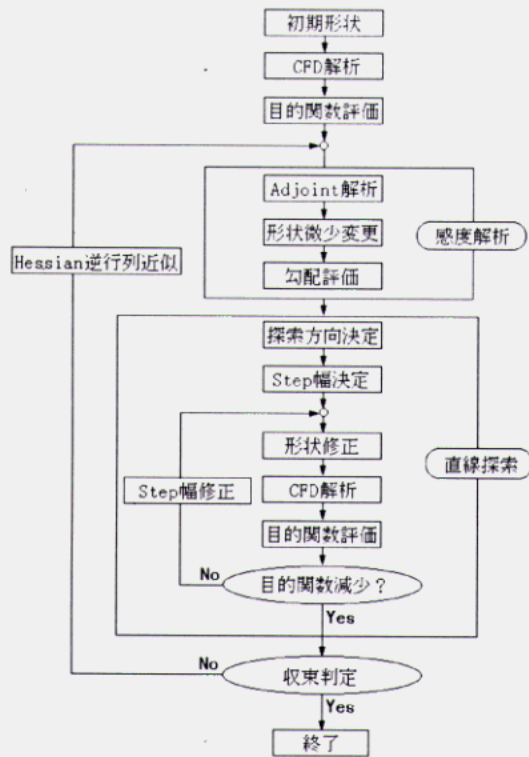 初期形状
CFD解析
目的関数評価
Adjoint解析
形状微少変更
感度解析
Hessian逆行列近似
勾配評価
探索方向決定
Step幅決定
形状修正
直線探索
Step幅修正
CFD解析
目的関数評価
No
目的関数減少?
Yes
No
収束判定
Yes
終了